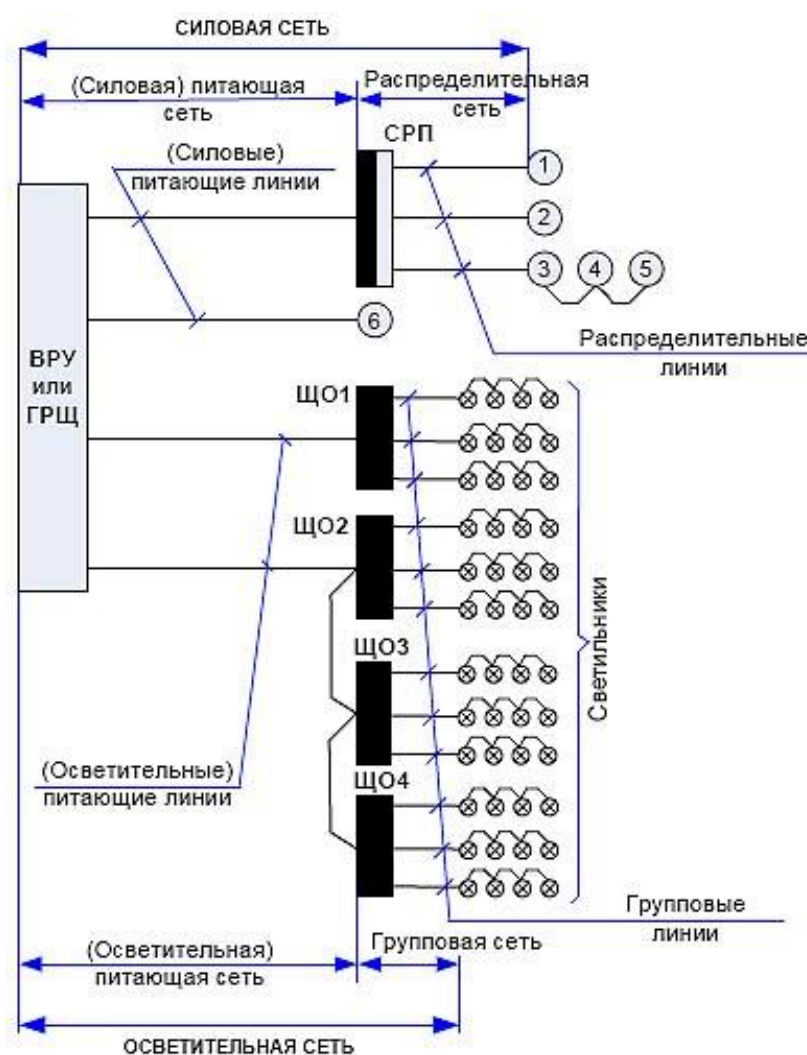 СИЛОВАЯ СЕТЬ
(Силовая) питающая
сеть
Распределительная
сеть
СРП
(Силовые)
питающие линии
1
2
3 4 5
6
Распределительные
линии
ВРУ
или
ГРЩ
ЩО1
ЩО2
ЩО3
ЩО4
Светильники
(Осветительные)
питающие линии
Групповые
линии
(Осветительная)
питающая сеть
Групповая сеть
ОСВЕТИТЕЛЬНАЯ СЕТЬ